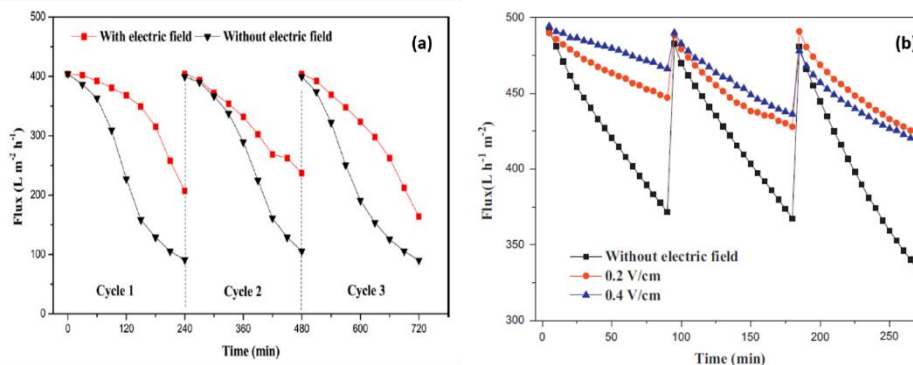 (a)
With electric field
Without electric field
Flux (L m⁻² h⁻¹)
500
400
300
200
100
0
Cycle 1
Cycle 2
Cycle 3
0
120
240
360
480
600
720
Time (min)
(b)
Flux(L h⁻¹ m⁻²)
500
450
400
350
300
Without electric field
0.2 V/cm
0.4 V/cm
0
50
100
150
200
250
Time (min)